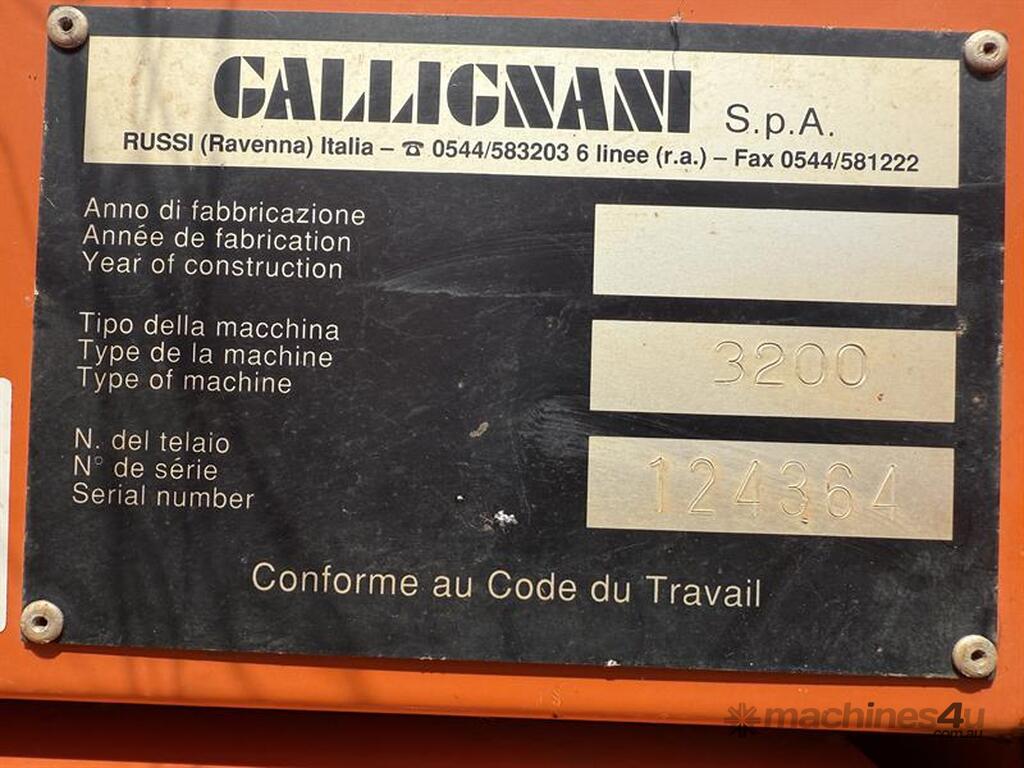 GALLIGNANI S.p.A.
RUSSI (Ravenna) Italia – ☎ 0544/583203 6 linee (r.a.) – Fax 0544/581222
Anno di fabbricazione
Année de fabrication
Year of construction
Tipo della macchina
Type de la machine
Type of machine
3200
N. del telaio
N° de série
Serial number
124364
Conforme au Code du Travail
machines4u
.com.au